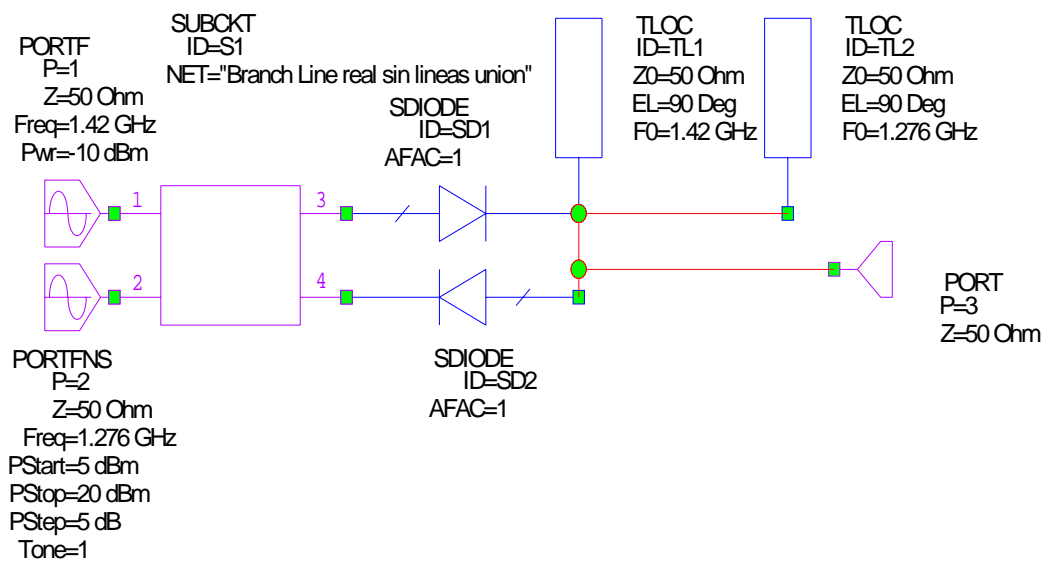 PORTF
P=1
Z=50 Ohm
Freq=1.42 GHz
Pwr=-10 dBm
SUBCKT
ID=S1
NET="Branch Line real sin lineas union"
SDIODE
ID=SD1
AFAC=1
TLOC
ID=TL1
Z0=50 Ohm
EL=90 Deg
F0=1.42 GHz
TLOC
ID=TL2
Z0=50 Ohm
EL=90 Deg
F0=1.276 GHz
1
3
2
4
PORT
P=3
Z=50 Ohm
PORTFNS
P=2
Z=50 Ohm
Freq=1.276 GHz
PStart=5 dBm
PStop=20 dBm
PStep=5 dB
Tone=1
SDIODE
ID=SD2
AFAC=1